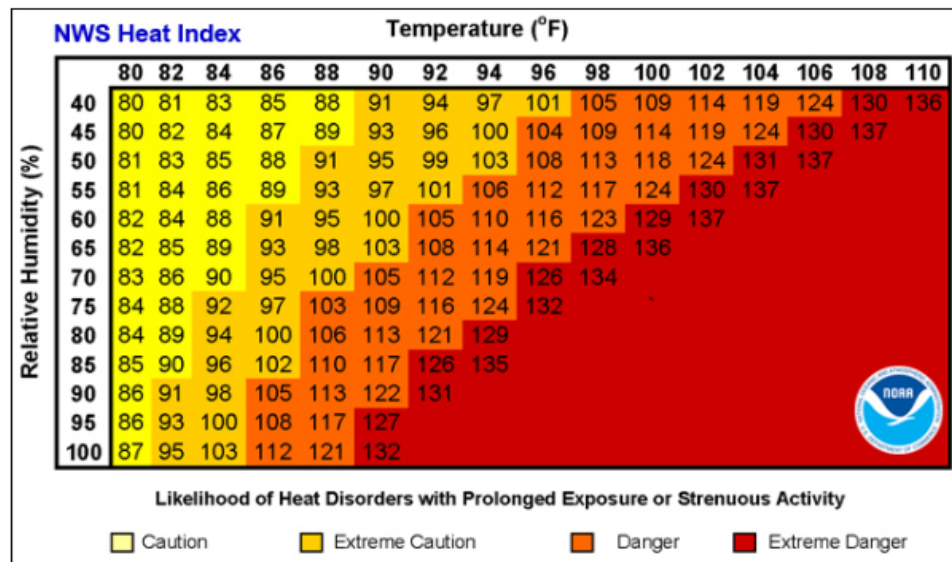 NWS Heat Index Temperature (°F)
80 82 84 86 88 90 92 94 96 98 100 102 104 106 108 110
Relative Humidity (%)
40 80 81 83 85 88 91 94 97 101 105 109 114 119 124 130 136
45 80 82 84 87 89 93 96 100 104 109 114 119 124 130 137
50 81 83 85 88 91 95 99 103 108 113 118 124 131 137
55 81 84 86 89 93 97 101 106 112 117 124 130 137
60 82 84 88 91 95 100 105 110 116 123 129 137
65 82 85 89 93 98 103 108 114 121 128 136
70 83 86 90 95 100 105 112 119 126 134
75 84 88 92 97 103 109 116 124 132
80 84 89 94 100 106 113 121 129
85 85 90 96 102 110 117 126 135
90 86 91 98 105 113 122 131
95 86 93 100 108 117 127
100 87 95 103 112 121 132
NOAA
Likelihood of Heat Disorders with Prolonged Exposure or Strenuous Activity
Caution Extreme Caution Danger Extreme Danger